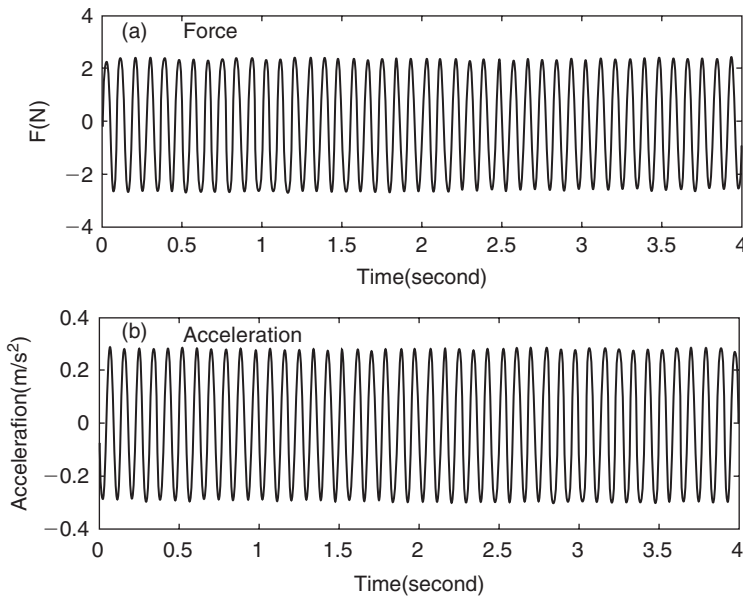 4
(a) Force
2
F(N)
0
−2
−4
0 0.5 1 1.5 2 2.5 3 3.5 4
Time(second)
0.4
(b) Acceleration
0.2
Acceleration(m/s²)
0
−0.2
−0.4
0 0.5 1 1.5 2 2.5 3 3.5 4
Time(second)